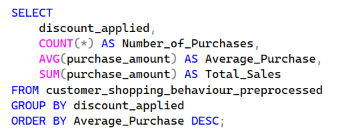 SELECT
discount_applied,
COUNT(*) AS Number_of_Purchases,
AVG(purchase_amount) AS Average_Purchase,
SUM(purchase_amount) AS Total_Sales
FROM customer_shopping_behaviour_preprocessed
GROUP BY discount_applied
ORDER BY Average_Purchase DESC;